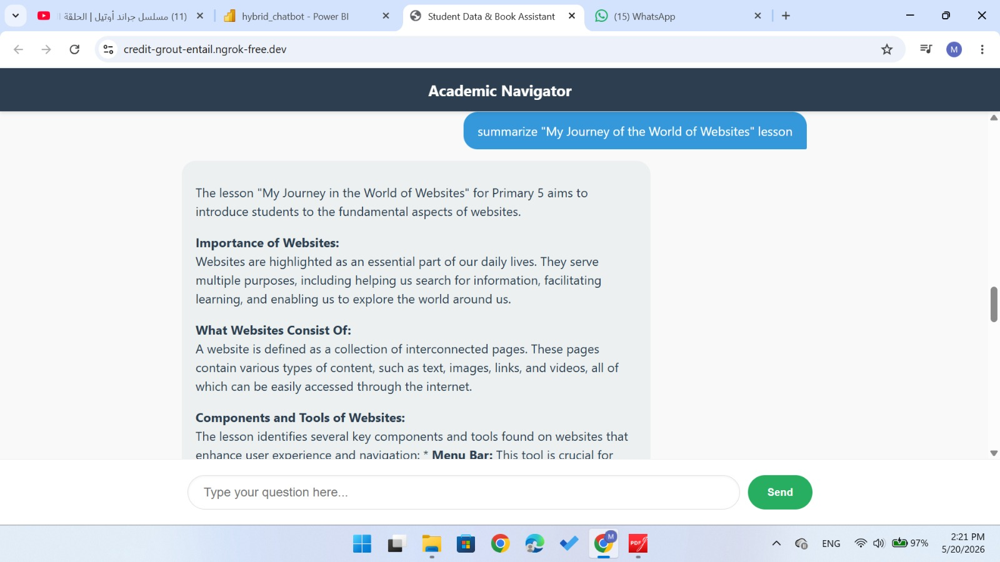 (11) مسلسل جراند أوتيل | الحلقة ال
hybrid_chatbot - Power BI
Student Data & Book Assistant
(15) WhatsApp
credit-grout-entail.ngrok-free.dev
M
Academic Navigator
summarize "My Journey of the World of Websites" lesson
The lesson "My Journey in the World of Websites" for Primary 5 aims to
introduce students to the fundamental aspects of websites.
Importance of Websites:
Websites are highlighted as an essential part of our daily lives. They serve
multiple purposes, including helping us search for information, facilitating
learning, and enabling us to explore the world around us.
What Websites Consist Of:
A website is defined as a collection of interconnected pages. These pages
contain various types of content, such as text, images, links, and videos, all of
which can be easily accessed through the internet.
Components and Tools of Websites:
The lesson identifies several key components and tools found on websites that
enhance user experience and navigation: * Menu Bar: This tool is crucial for
Type your question here...
Send
M
PDF
ENG
97%
2:21 PM
5/20/2026